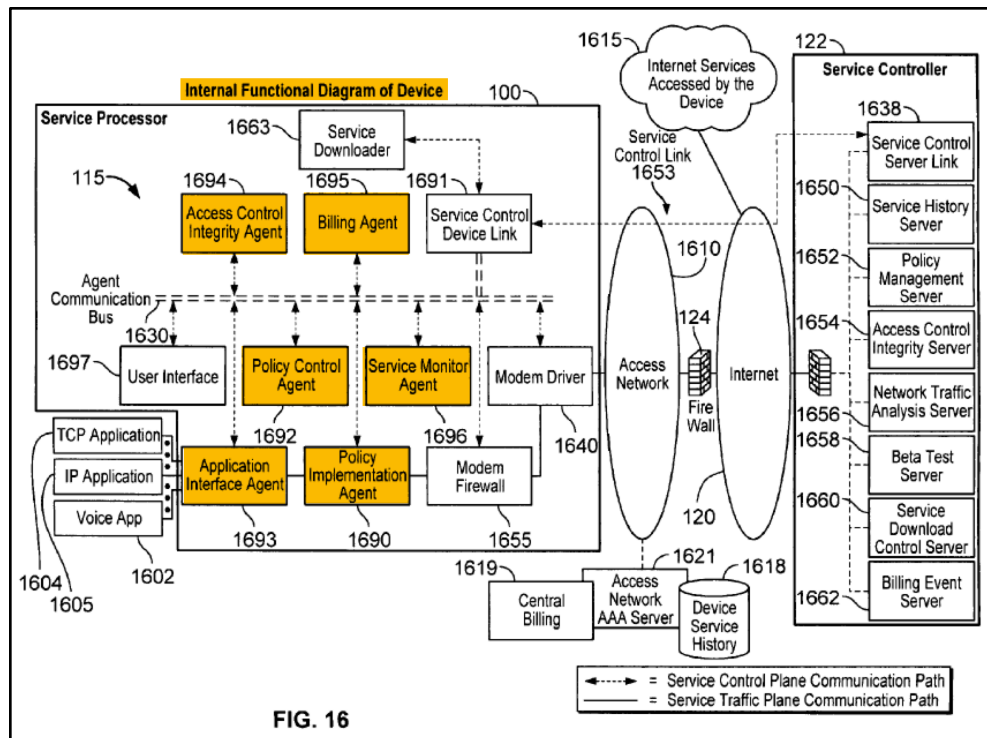 1615
122
Internet Services
Accessed by the
Device
Service Controller
Internal Functional Diagram of Device
100
Service Processor
1663
Service
Downloader
Service
Control Link
1653
1638
Service Control
Server Link
115
1694
Access Control
Integrity Agent
1695
Billing Agent
1691
Service Control
Device Link
1650
Service History
Server
1610
1652
Policy
Management
Server
Agent
Communication
Bus
1630
124
1654
Access Control
Integrity Server
1697
User Interface
Policy Control
Agent
1692
Service Monitor
Agent
1696
Modem Driver
1640
Access
Network
Fire
Wall
Internet
1656
Network Traffic
Analysis Server
TCP Application
IP Application
Voice App
1604
1605
1602
Application
Interface Agent
1693
Policy
Implementation
Agent
1690
Modem
Firewall
1655
120
1658
Beta Test
Server
1660
Service
Download
Control Server
1662
Billing Event
Server
1619
Central
Billing
1621
Access
Network
AAA Server
1618
Device
Service
History
= Service Control Plane Communication Path
= Service Traffic Plane Communication Path
FIG. 16